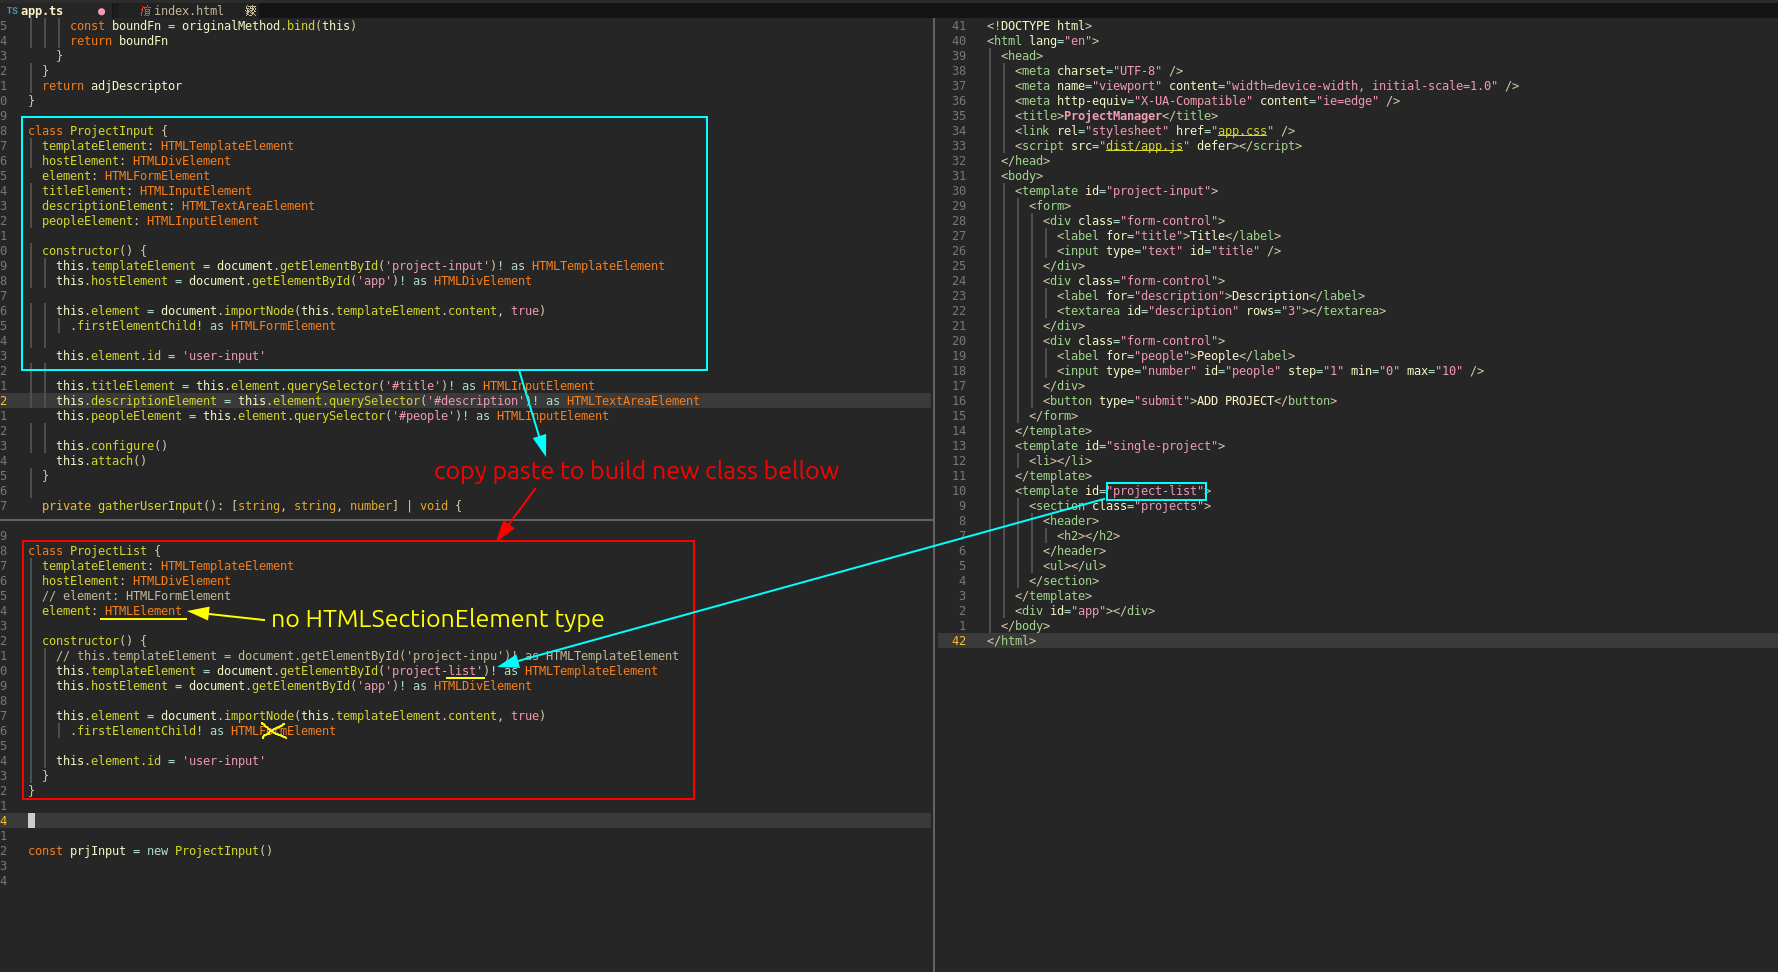 TS app.ts ● index.html
5 const boundFn = originalMethod.bind(this)
4 return boundFn
3 }
2 }
1 return adjDescriptor
0 }
9
8 class ProjectInput {
7 templateElement: HTMLTemplateElement
6 hostElement: HTMLDivElement
5 element: HTMLFormElement
4 titleElement: HTMLInputElement
3 descriptionElement: HTMLTextAreaElement
2 peopleElement: HTMLInputElement
1
0 constructor() {
9 this.templateElement = document.getElementById('project-input')! as HTMLTemplateElement
8 this.hostElement = document.getElementById('app')! as HTMLDivElement
7
6 this.element = document.importNode(this.templateElement.content, true)
5 .firstElementChild! as HTMLFormElement
4
3 this.element.id = 'user-input'
2
1 this.titleElement = this.element.querySelector('#title')! as HTMLInputElement
2 this.descriptionElement = this.element.querySelector('#description')! as HTMLTextAreaElement
1 this.peopleElement = this.element.querySelector('#people')! as HTMLInputElement
2
3 this.configure()
4 this.attach()
5 }
6
7 private gatherUserInput(): [string, string, number] | void {
copy paste to build new class bellow
9
8 class ProjectList {
7 templateElement: HTMLTemplateElement
6 hostElement: HTMLDivElement
5 // element: HTMLFormElement
4 element: HTMLElement
no HTMLSectionElement type
3
2 constructor() {
1 // this.templateElement = document.getElementById('project-inpu')! as HTMLTemplateElement
0 this.templateElement = document.getElementById('project-list')! as HTMLTemplateElement
9 this.hostElement = document.getElementById('app')! as HTMLDivElement
8
7 this.element = document.importNode(this.templateElement.content, true)
6 .firstElementChild! as HTMLFormElement
5
4 this.element.id = 'user-input'
3 }
2 }
1
4
1
2 const prjInput = new ProjectInput()
3
4
41 <!DOCTYPE html>
40 <html lang="en">
39 <head>
38 <meta charset="UTF-8" />
37 <meta name="viewport" content="width=device-width, initial-scale=1.0" />
36 <meta http-equiv="X-UA-Compatible" content="ie=edge" />
35 <title>ProjectManager</title>
34 <link rel="stylesheet" href="app.css" />
33 <script src="dist/app.js" defer></script>
32 </head>
31 <body>
30 <template id="project-input">
29 <form>
28 <div class="form-control">
27 <label for="title">Title</label>
26 <input type="text" id="title" />
25 </div>
24 <div class="form-control">
23 <label for="description">Description</label>
22 <textarea id="description" rows="3"></textarea>
21 </div>
20 <div class="form-control">
19 <label for="people">People</label>
18 <input type="number" id="people" step="1" min="0" max="10" />
17 </div>
16 <button type="submit">ADD PROJECT</button>
15 </form>
14 </template>
13 <template id="single-project">
12 <li></li>
11 </template>
10 <template id="project-list">
9 <section class="projects">
8 <header>
7 <h2></h2>
6 </header>
5 <ul></ul>
4 </section>
3 </template>
2 <div id="app"></div>
1 </body>
42 </html>